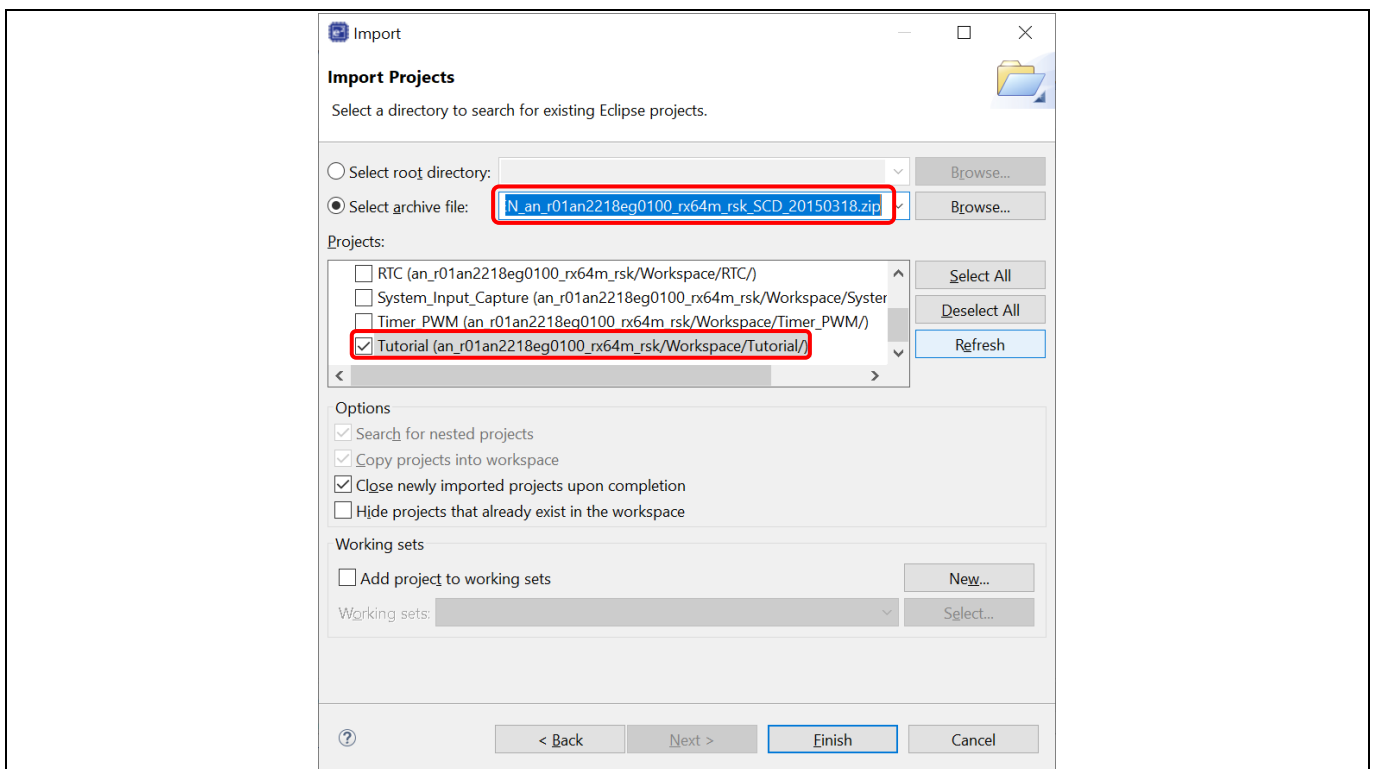 Import
Import Projects
Select a directory to search for existing Eclipse projects.
Select root directory:
Browse...
Select archive file:
N_an_r01an2218eg0100_rx64m_rsk_SCD_20150318.zip
Browse...
Projects:
RTC (an_r01an2218eg0100_rx64m_rsk/Workspace/RTC/)
Select All
System_Input_Capture (an_r01an2218eg0100_rx64m_rsk/Workspace/System
Deselect All
Timer_PWM (an_r01an2218eg0100_rx64m_rsk/Workspace/Timer_PWM/)
Tutorial (an_r01an2218eg0100_rx64m_rsk/Workspace/Tutorial/)
Refresh
Options
Search for nested projects
Copy projects into workspace
Close newly imported projects upon completion
Hide projects that already exist in the workspace
Working sets
Add project to working sets
New...
Working sets:
Select...
?
< Back
Next >
Finish
Cancel